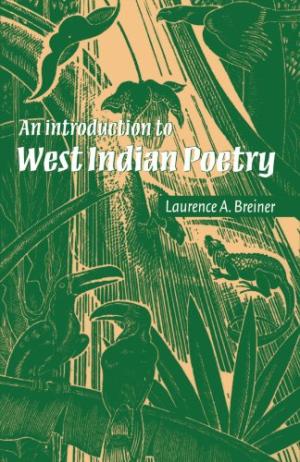 An introduction to
West Indian Poetry
Laurence A. Breiner